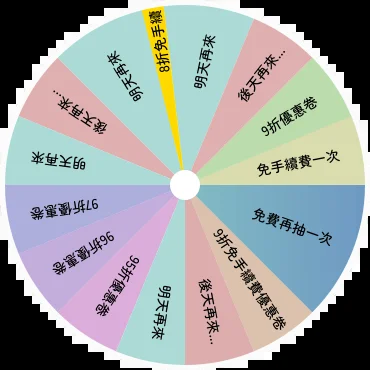 8折免手續
明天再來
後天再來...
9折優惠卷
免手續費一次
免費再抽一次
9折免手續費優惠卷
後天再來...
明天再來
95折優惠卷
96折優惠卷
97折優惠卷
明天再來
後天再來...
明天再來